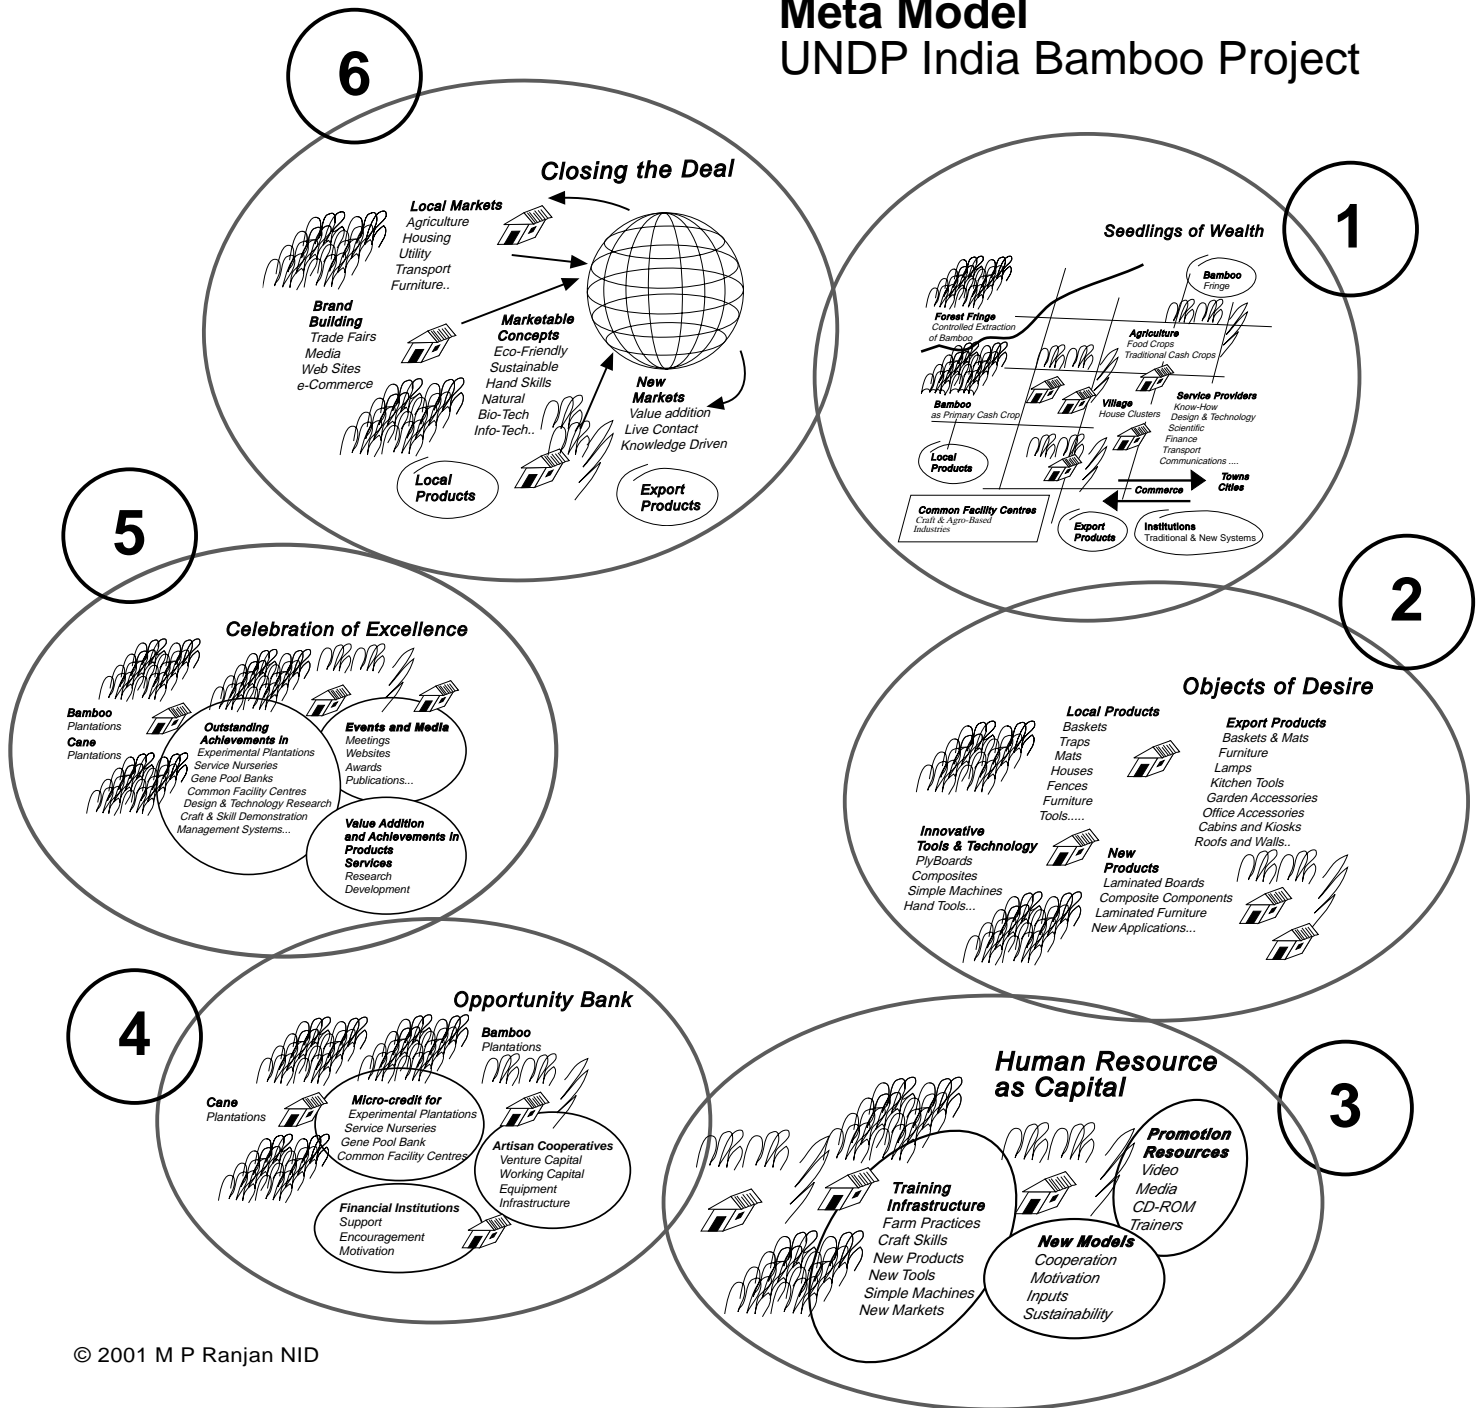 Meta Model
UNDP India Bamboo Project
6
Closing the Deal
Local Markets
Agriculture
Housing
Utility
Transport
Furniture..
Brand
Building
Trade Fairs
Media
Web Sites
e-Commerce
Marketable
Concepts
Eco-Friendly
Sustainable
Hand Skills
Natural
Bio-Tech
Info-Tech..
New
Markets
Value addition
Live Contact
Knowledge Driven
Local
Products
Export
Products
1
Seedlings of Wealth
Bamboo
Fringe
Forest Fringe
Controlled Extraction
of Bamboo
Agriculture
Food Crops
Traditional Cash Crops
Bamboo
as Primary Cash Crop
Village
House Clusters
Service Providers
Know-How
Design & Technology
Scientific
Finance
Transport
Communications ....
Local
Products
Commerce
Towns
Cities
Common Facility Centres
Craft & Agro-Based
Industries
Export
Products
Institutions
Traditional & New Systems
5
Celebration of Excellence
Bamboo
Plantations
Cane
Plantations
Outstanding
Achievements in
Experimental Plantations
Service Nurseries
Gene Pool Banks
Common Facility Centres
Design & Technology Research
Craft & Skill Demonstration
Management Systems...
Events and Media
Meetings
Websites
Awards
Publications...
Value Addition
and Achievements in
Products
Services
Research
Development
2
Objects of Desire
Local Products
Baskets
Traps
Mats
Houses
Fences
Furniture
Tools.....
Export Products
Baskets & Mats
Furniture
Lamps
Kitchen Tools
Garden Accessories
Office Accessories
Cabins and Kiosks
Roofs and Walls..
Innovative
Tools & Technology
PlyBoards
Composites
Simple Machines
Hand Tools...
New
Products
Laminated Boards
Composite Components
Laminated Furniture
New Applications...
4
Opportunity Bank
Bamboo
Plantations
Cane
Plantations
Micro-credit for
Experimental Plantations
Service Nurseries
Gene Pool Bank
Common Facility Centres
Artisan Cooperatives
Venture Capital
Working Capital
Equipment
Infrastructure
Financial Institutions
Support
Encouragement
Motivation
3
Human Resource
as Capital
Promotion
Resources
Video
Media
CD-ROM
Trainers
Training
Infrastructure
Farm Practices
Craft Skills
New Products
New Tools
Simple Machines
New Markets
New Models
Cooperation
Motivation
Inputs
Sustainability
© 2001 M P Ranjan NID